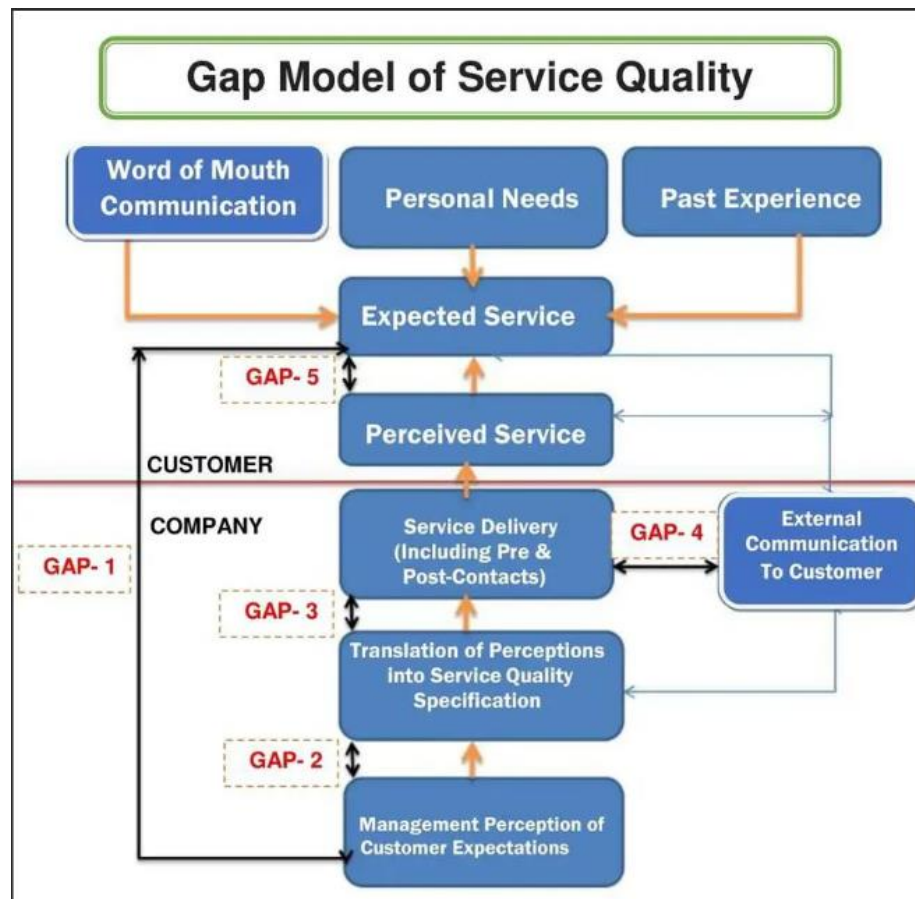 Gap Model of Service Quality
Word of Mouth
Communication
Personal Needs
Past Experience
Expected Service
GAP- 5
Perceived Service
CUSTOMER
COMPANY
Service Delivery
(Including Pre &
Post-Contacts)
GAP- 4
External
Communication
To Customer
GAP- 1
GAP- 3
Translation of Perceptions
into Service Quality
Specification
GAP- 2
Management Perception of
Customer Expectations